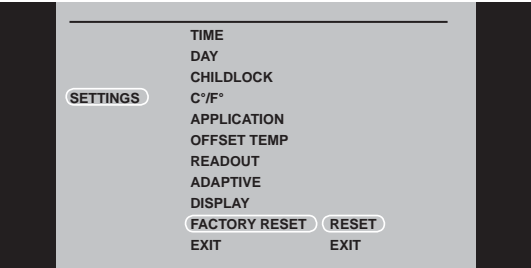 TIME
DAY
CHILDLOCK
SETTINGS C°/F°
APPLICATION
OFFSET TEMP
READOUT
ADAPTIVE
DISPLAY
FACTORY RESET RESET
EXIT EXIT